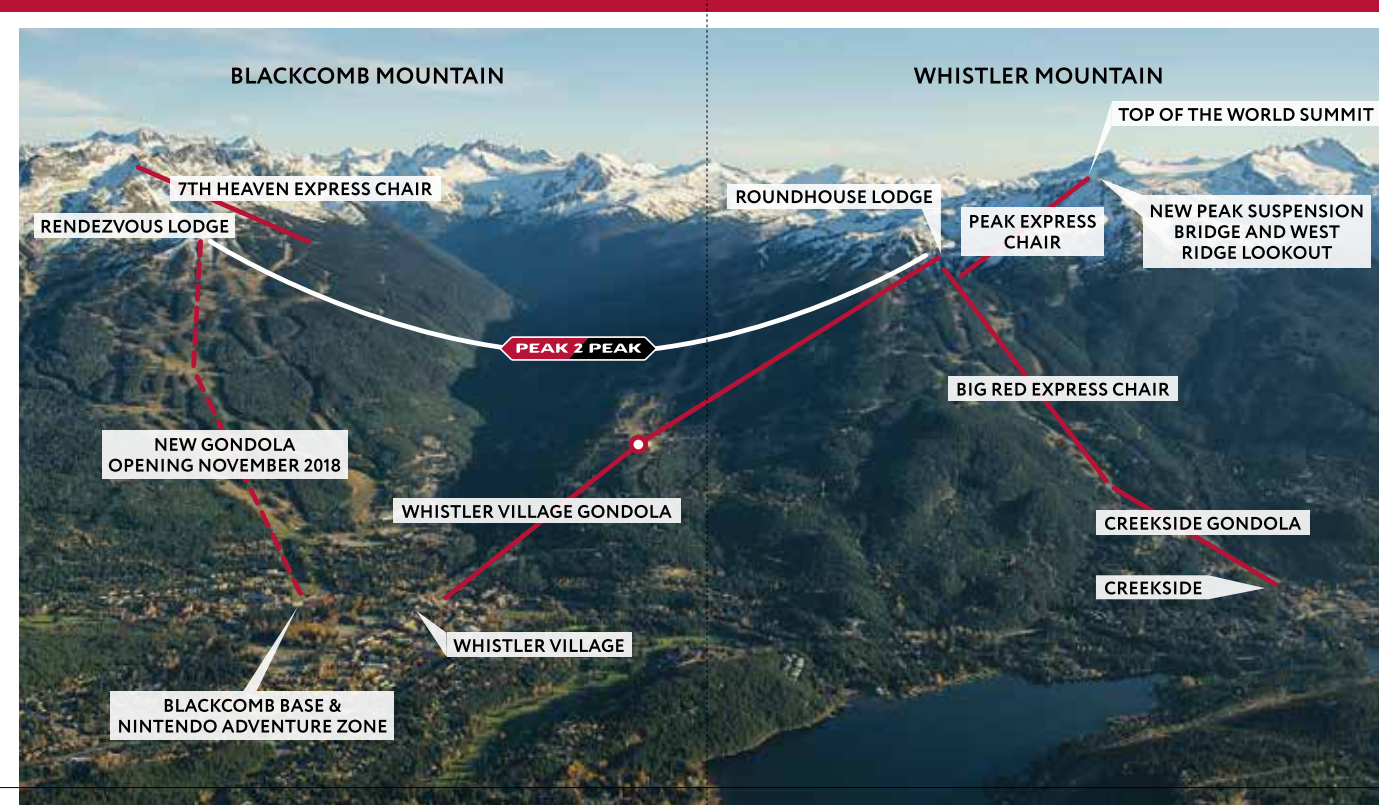 BLACKCOMB MOUNTAIN
WHISTLER MOUNTAIN
TOP OF THE WORLD SUMMIT
7TH HEAVEN EXPRESS CHAIR
RENDEZVOUS LODGE
ROUNDHOUSE LODGE
PEAK EXPRESS
CHAIR
NEW PEAK SUSPENSION
BRIDGE AND WEST
RIDGE LOOKOUT
PEAK 2 PEAK
BIG RED EXPRESS CHAIR
NEW GONDOLA
OPENING NOVEMBER 2018
WHISTLER VILLAGE GONDOLA
CREEKSIDE GONDOLA
CREEKSIDE
WHISTLER VILLAGE
BLACKCOMB BASE &
NINTENDO ADVENTURE ZONE